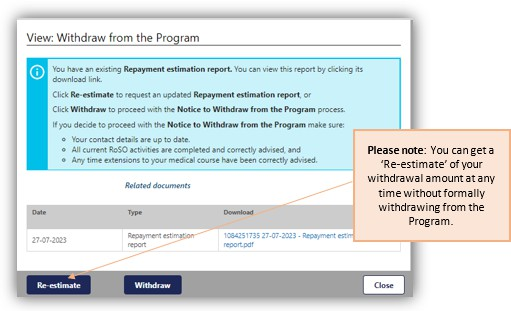 View: Withdraw from the Program
You have an existing Repayment estimation report. You can view this report by clicking its
download link.
Click Re-estimate to request an updated Repayment estimation report, or
Click Withdraw to proceed with the Notice to Withdraw from the Program process.
If you decide to proceed with the Notice to Withdraw from the Program make sure:
Your contact details are up to date.
All current RoSO activities are completed and correctly advised, and
Any time extensions to your medical course have been correctly advised.
Please note: You can get a
'Re-estimate' of your
withdrawal amount at any
time without formally
withdrawing from the
Program.
Related documents
Date Type Download
27-07-2023 Repayment estimation
report
1084251735 27-07-2023 - Repayment estim
report.pdf
Re-estimate Withdraw Close